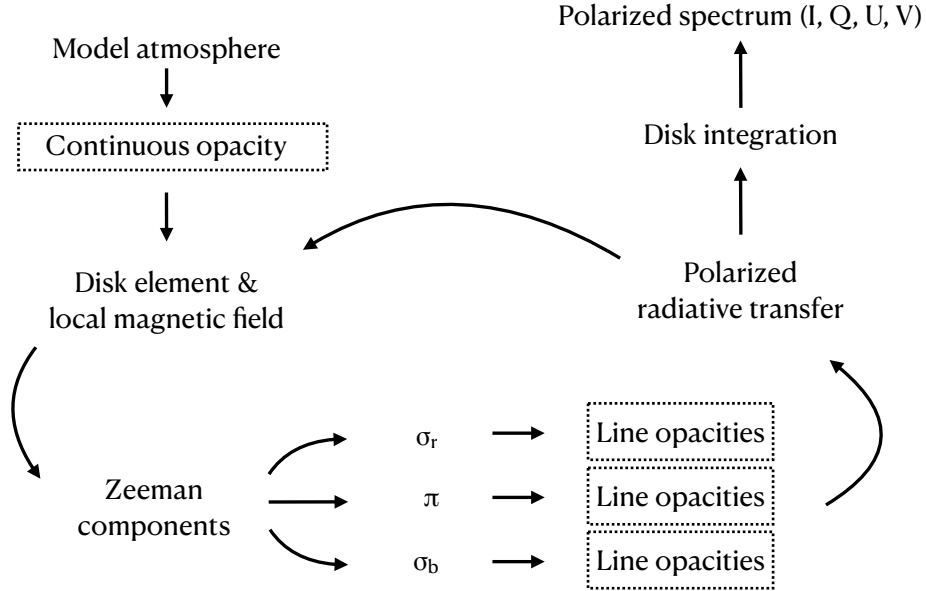 Polarized spectrum (I, Q, U, V)
Model atmosphere
Continuous opacity
Disk integration
Disk element &
local magnetic field
Polarized
radiative transfer
Zeeman
components
σr
π
σb
Line opacities
Line opacities
Line opacities